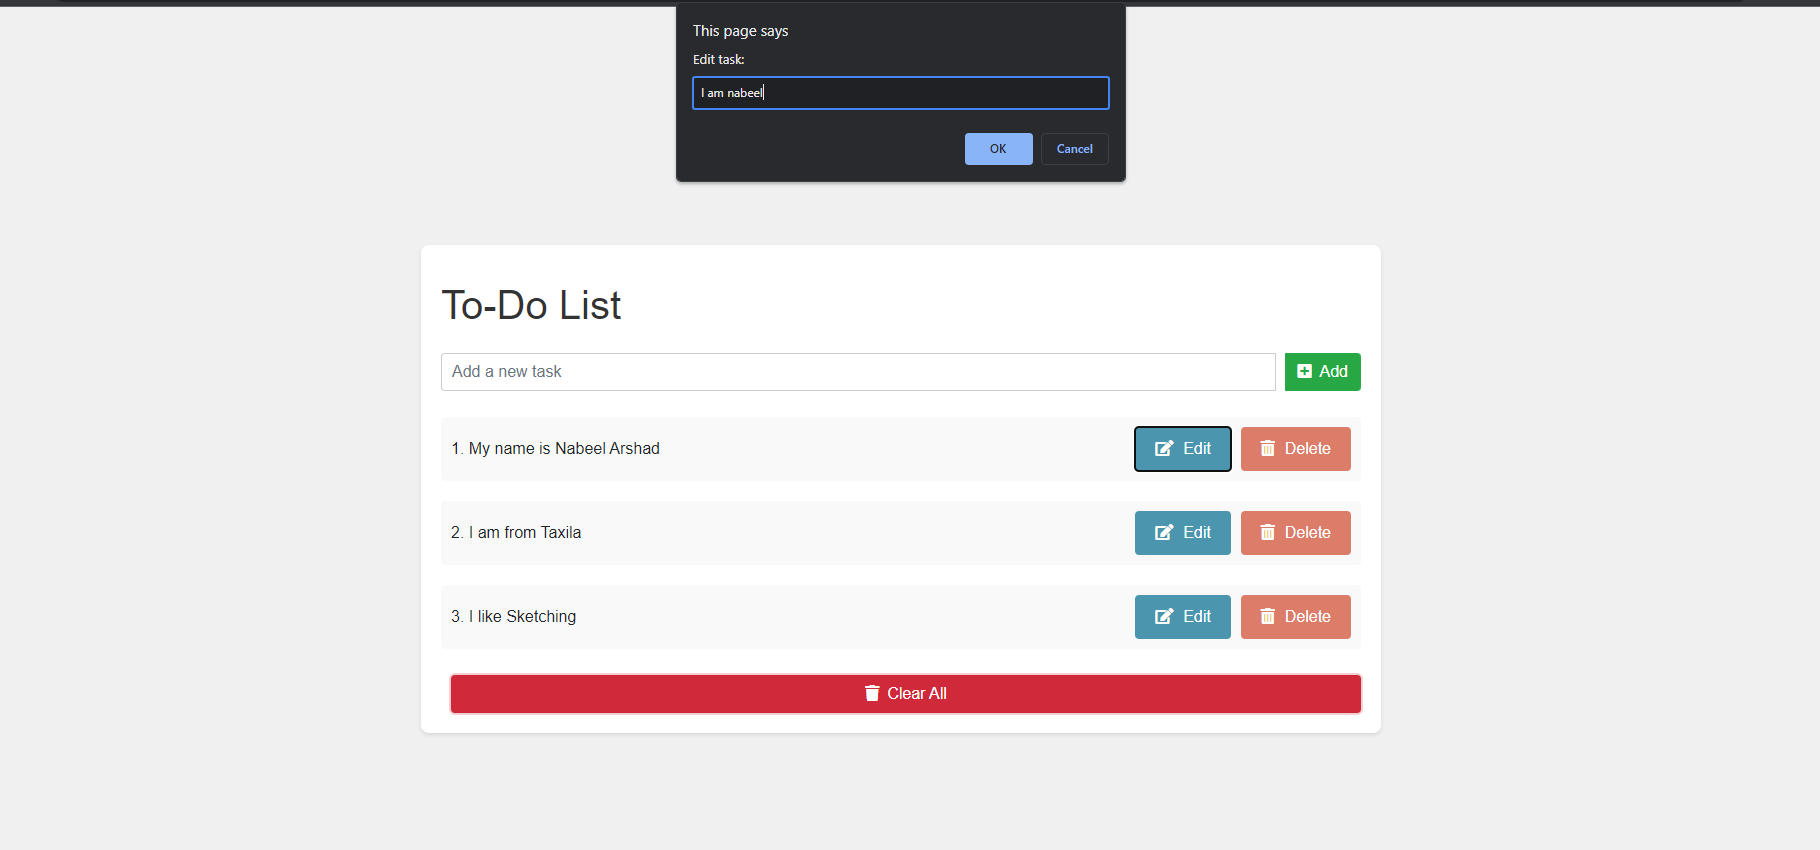 This page says
Edit task:
I am nabeel
OK Cancel
To-Do List
Add a new task Add
1. My name is Nabeel Arshad Edit Delete
2. I am from Taxila Edit Delete
3. I like Sketching Edit Delete
Clear All